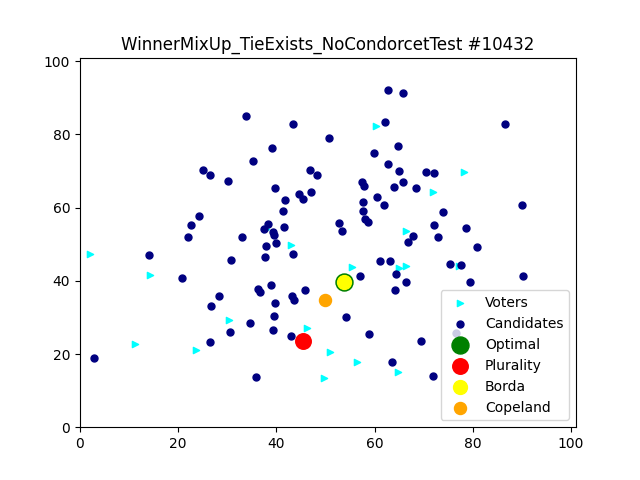 WinnerMixUp_TieExists_NoCondorcetTest #10432
100
80
60
40
20
0
0 20 40 60 80 100
Voters
Candidates
Optimal
Plurality
Borda
Copeland